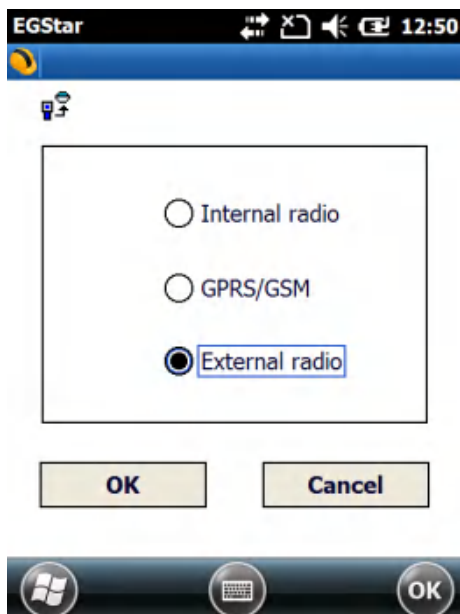 EGStar 12:50
Internal radio
GPRS/GSM
External radio
OK Cancel
OK